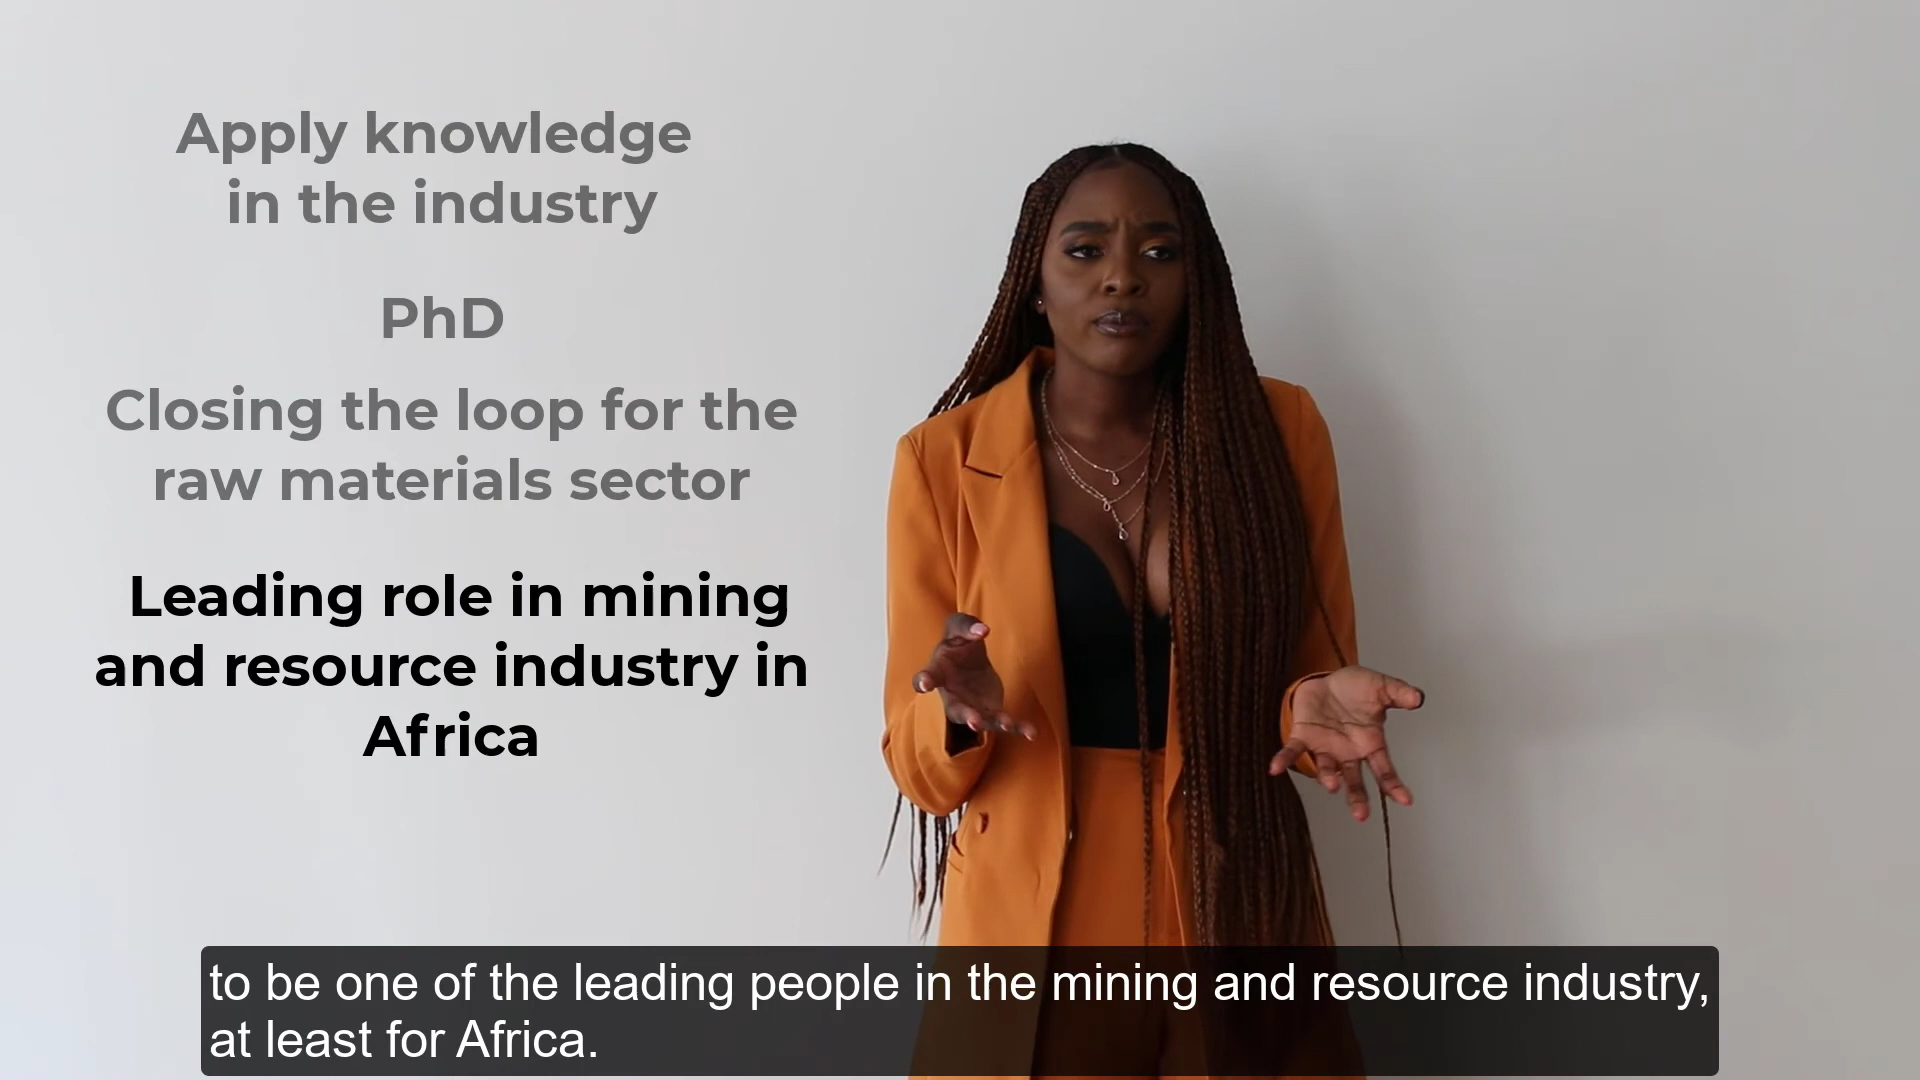 Apply knowledge
in the industry
PhD
Closing the loop for the
raw materials sector
Leading role in mining
and resource industry in
Africa
to be one of the leading people in the mining and resource industry,
at least for Africa.